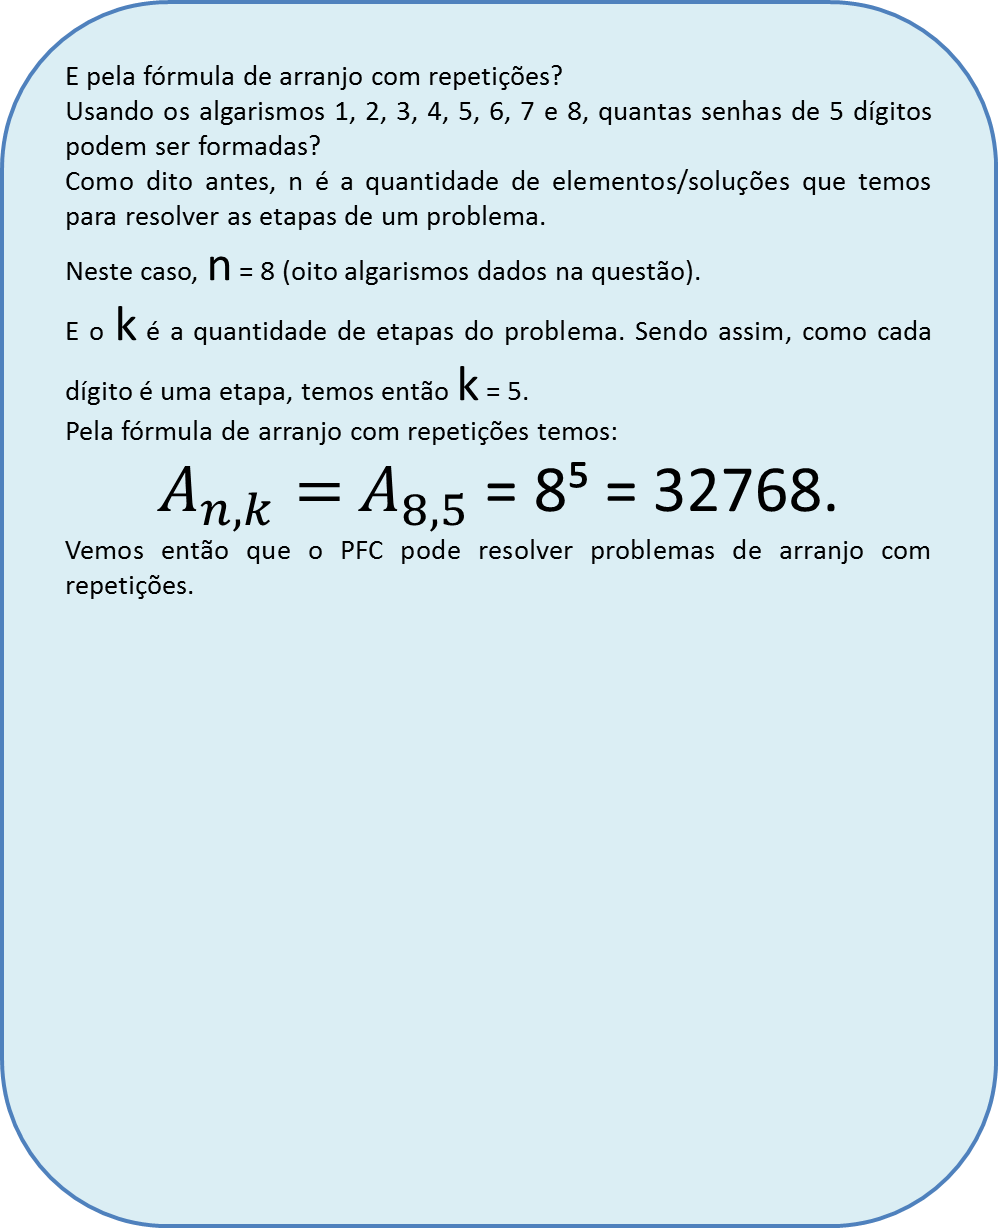 E pela fórmula de arranjo com repetições?
Usando os algarismos 1, 2, 3, 4, 5, 6, 7 e 8, quantas senhas de 5 dígitos
podem ser formadas?
Como dito antes, n é a quantidade de elementos/soluções que temos
para resolver as etapas de um problema.
Neste caso, n = 8 (oito algarismos dados na questão).
E o k é a quantidade de etapas do problema. Sendo assim, como cada
dígito é uma etapa, temos então k = 5.
Pela fórmula de arranjo com repetições temos:
$A_{n,k} = A_{8,5}$ = 8⁵ = 32768.
Vemos então que o PFC pode resolver problemas de arranjo com
repetições.